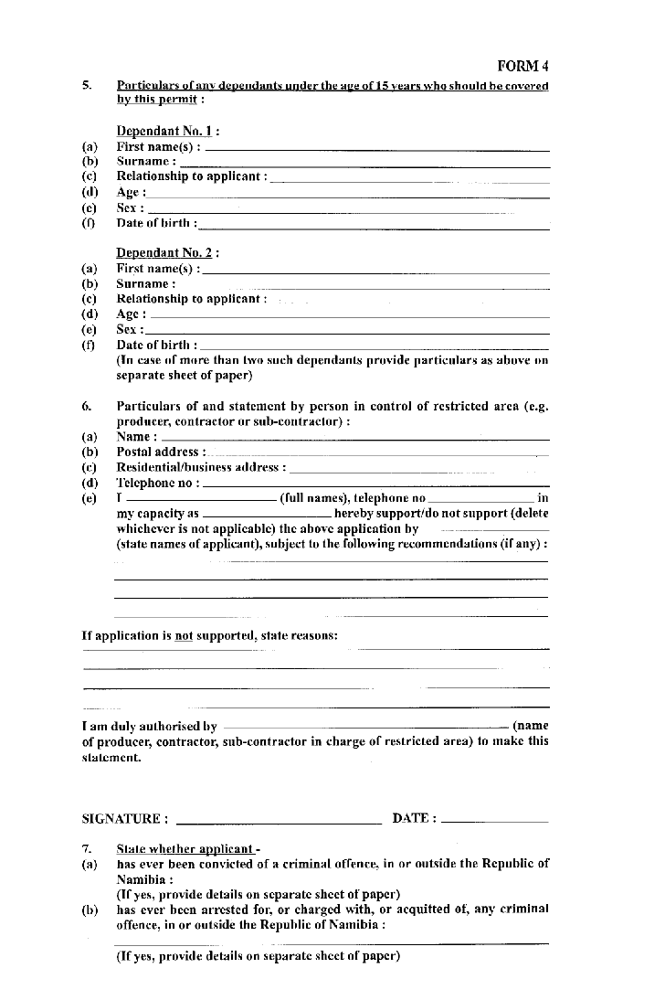 FORM 4
5. Particulars of any dependants under the age of 15 years who should be covered
by this permit :
Dependant No. 1 :
(a) First name(s) :
(b) Surname :
(c) Relationship to applicant :
(d) Age :
(e) Sex :
(f) Date of birth :
Dependant No. 2 :
(a) First name(s) :
(b) Surname :
(c) Relationship to applicant :
(d) Age :
(e) Sex :
(f) Date of birth :
(In case of more than two such dependants provide particulars as above on
separate sheet of paper)
6. Particulars of and statement by person in control of restricted area (e.g.
producer, contractor or sub-contractor) :
(a) Name :
(b) Postal address :
(c) Residential/business address :
(d) Telephone no :
(e) I (full names), telephone no in
my capacity as hereby support/do not support (delete
whichever is not applicable) the above application by
(state names of applicant), subject to the following recommendations (if any) :
If application is not supported, state reasons:
I am duly authorised by (name
of producer, contractor, sub-contractor in charge of restricted area) to make this
statement.
SIGNATURE : DATE :
7. State whether applicant -
(a) has ever been convicted of a criminal offence, in or outside the Republic of
Namibia :
(If yes, provide details on separate sheet of paper)
(b) has ever been arrested for, or charged with, or acquitted of, any criminal
offence, in or outside the Republic of Namibia :
(If yes, provide details on separate sheet of paper)